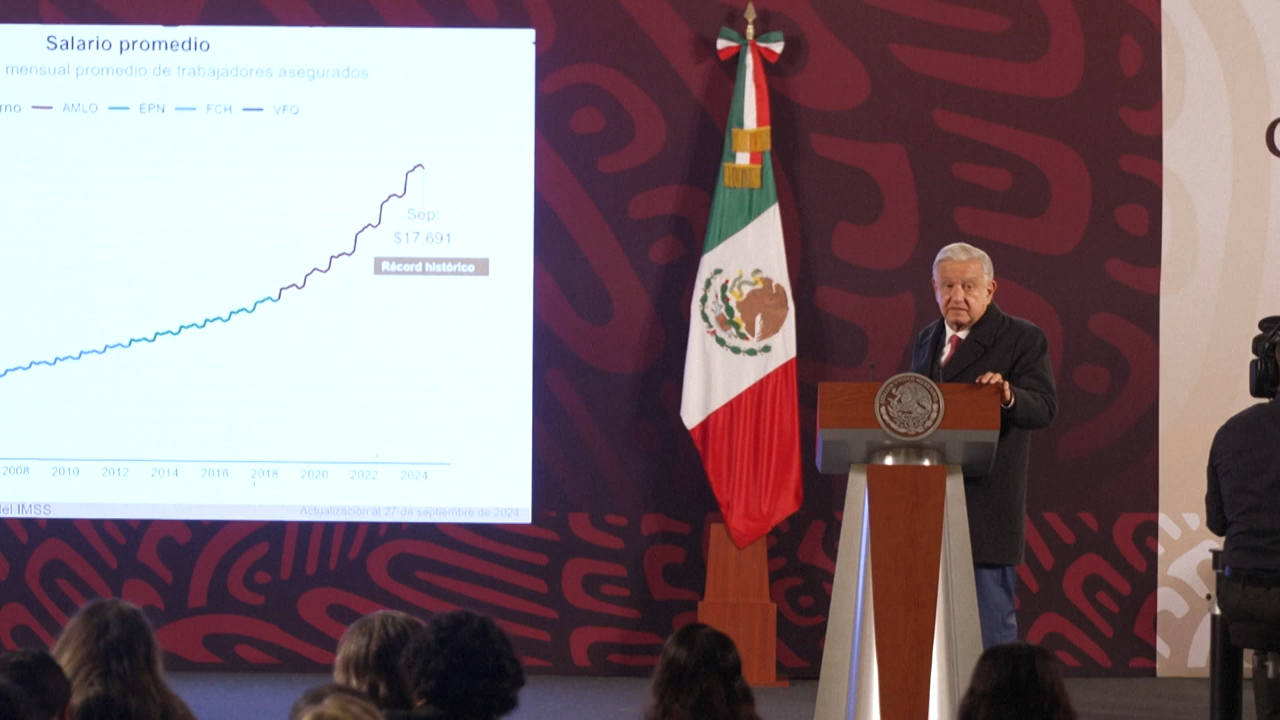 Salario promedio
mensual promedio de trabajadores asegurados
rno AMLO EPN FCH VFQ
Sep:
$17,691
Récord histórico
2008 2010 2012 2014 2016 2018 2020 2022 2024
del IMSS
Actualización al 27 de septiembre de 2024